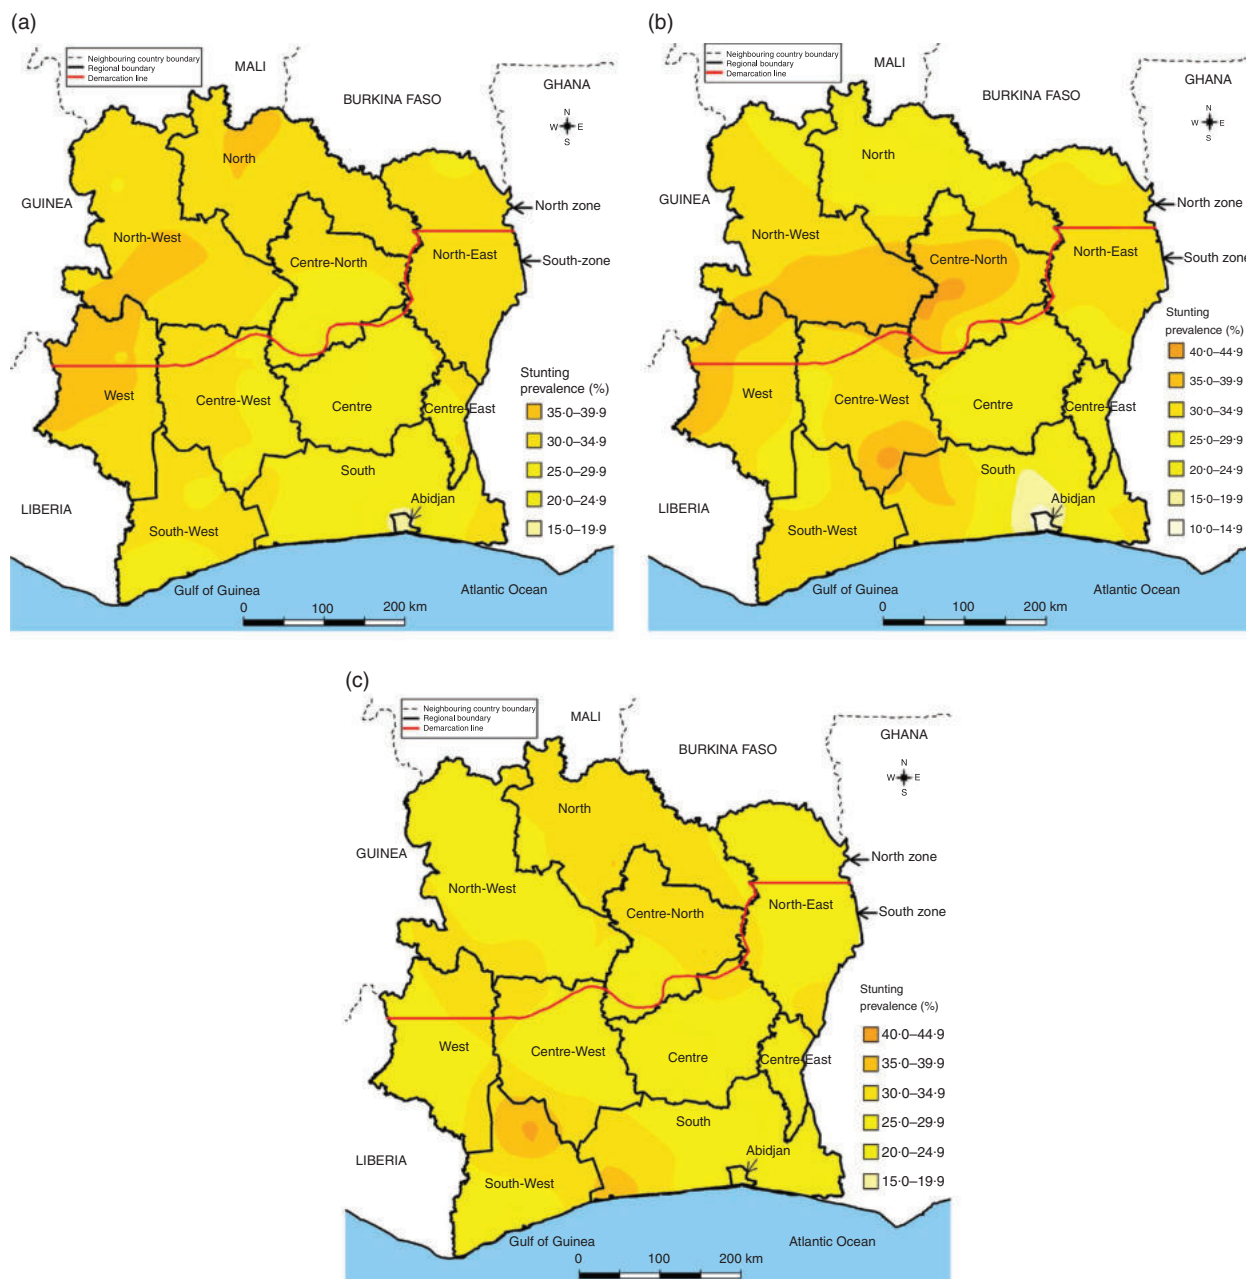 (a)
Neighbouring country boundary
Regional boundary
Demarcation line
MALI
BURKINA FASO
GHANA
N
W E
S
North
GUINEA
North zone
North-West
Centre-North
North-East
South-zone
West
Centre-West
Centre
Centre-East
South
Abidjan
LIBERIA
South-West
Stunting
prevalence (%)
35·0–39·9
30·0–34·9
25·0–29·9
20·0–24·9
15·0–19·9
Gulf of Guinea
Atlantic Ocean
0 100 200 km
(b)
Neighbouring country boundary
Regional boundary
Demarcation line
MALI
BURKINA FASO
GHANA
N
W E
S
North
GUINEA
North zone
North-West
Centre-North
North-East
South zone
West
Centre-West
Centre
Centre-East
South
Abidjan
LIBERIA
South-West
Stunting
prevalence (%)
40·0–44·9
35·0–39·9
30·0–34·9
25·0–29·9
20·0–24·9
15·0–19·9
10·0–14·9
Gulf of Guinea
Atlantic Ocean
0 100 200 km
(c)
Neighbouring country boundary
Regional boundary
Demarcation line
MALI
BURKINA FASO
GHANA
N
W E
S
North
GUINEA
North zone
North-West
Centre-North
North-East
South zone
West
Centre-West
Centre
Centre-East
South
Abidjan
LIBERIA
South-West
Stunting
prevalence (%)
40·0–44·9
35·0–39·9
30·0–34·9
25·0–29·9
20·0–24·9
15·0–19·9
Gulf of Guinea
Atlantic Ocean
0 100 200 km